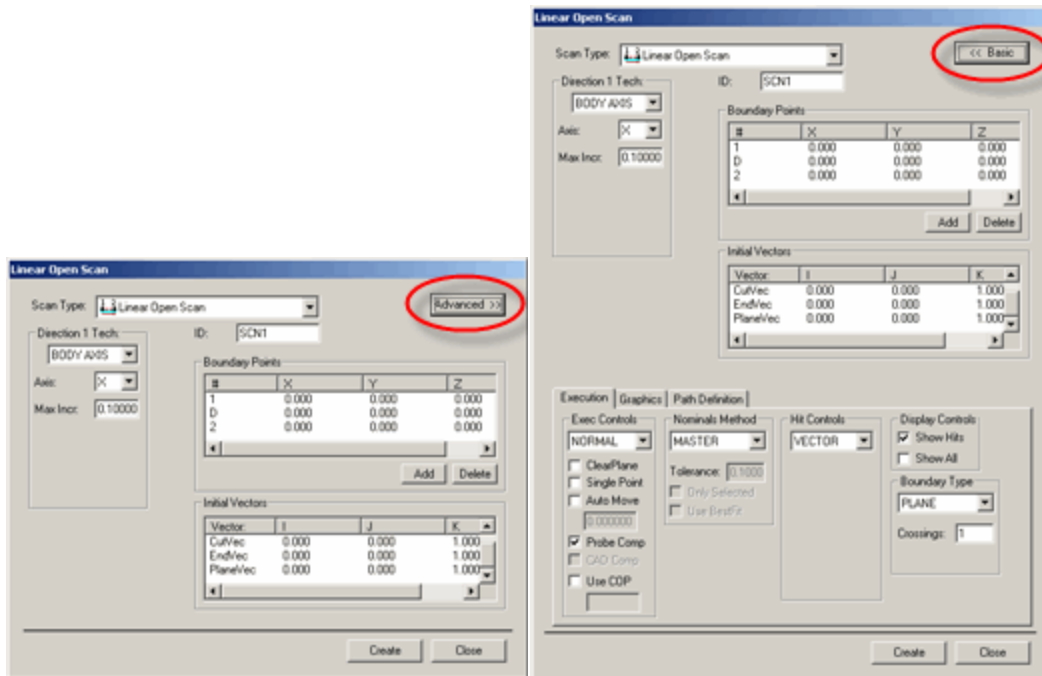 Linear Open Scan
Scan Type: Linear Open Scan
Advanced >>
Direction 1 Tech:
BODY AXIS
Axis: X
Max Incr: 0.10000
ID: SCN1
Boundary Points
# X Y Z
1 0.000 0.000 0.000
D 0.000 0.000 0.000
2 0.000 0.000 0.000
Add Delete
Initial Vectors
Vector: I J K
CutVec 0.000 0.000 1.000
EndVec 0.000 0.000 1.000
PlaneVec 0.000 0.000 1.000
Create Close
Linear Open Scan
Scan Type: Linear Open Scan
<< Basic
Direction 1 Tech:
BODY AXIS
Axis: X
Max Incr: 0.10000
ID: SCN1
Boundary Points
# X Y Z
1 0.000 0.000 0.000
D 0.000 0.000 0.000
2 0.000 0.000 0.000
Add Delete
Initial Vectors
Vector: I J K
CutVec 0.000 0.000 1.000
EndVec 0.000 0.000 1.000
PlaneVec 0.000 0.000 1.000
Execution Graphics Path Definition
Exec Controls
NORMAL
ClearPlane
Single Point
Auto Move
0.000000
Probe Comp
CAD Comp
Use COP
Nominals Method
MASTER
Tolerance: 0.1000
Only Selected
Use BestFit
Hit Controls
VECTOR
Display Controls
Show Hits
Show All
Boundary Type
PLANE
Crossings: 1
Create Close